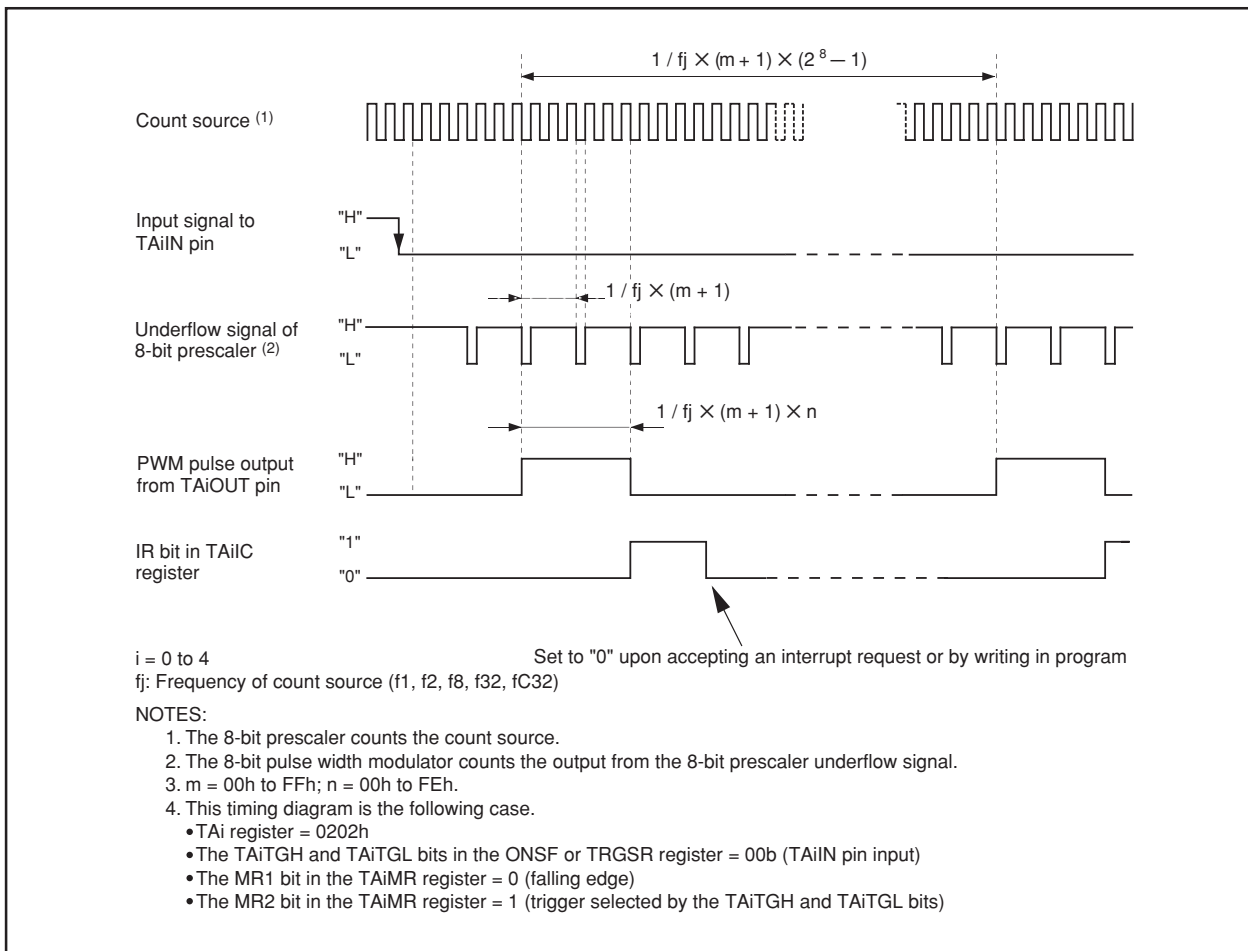 1 / fj × (m + 1) × (2⁸ — 1)
Count source (1)
Input signal to
TAiIN pin
"H"
"L"
1 / fj × (m + 1)
Underflow signal of
8-bit prescaler (2)
"H"
"L"
1 / fj × (m + 1) × n
PWM pulse output
from TAiOUT pin
"H"
"L"
IR bit in TAiIC
register
"1"
"0"
i = 0 to 4
Set to "0" upon accepting an interrupt request or by writing in program
fj: Frequency of count source (f1, f2, f8, f32, fC32)
NOTES:
1. The 8-bit prescaler counts the count source.
2. The 8-bit pulse width modulator counts the output from the 8-bit prescaler underflow signal.
3. m = 00h to FFh; n = 00h to FEh.
4. This timing diagram is the following case.
•TAi register = 0202h
•The TAiTGH and TAiTGL bits in the ONSF or TRGSR register = 00b (TAiIN pin input)
•The MR1 bit in the TAiMR register = 0 (falling edge)
•The MR2 bit in the TAiMR register = 1 (trigger selected by the TAiTGH and TAiTGL bits)